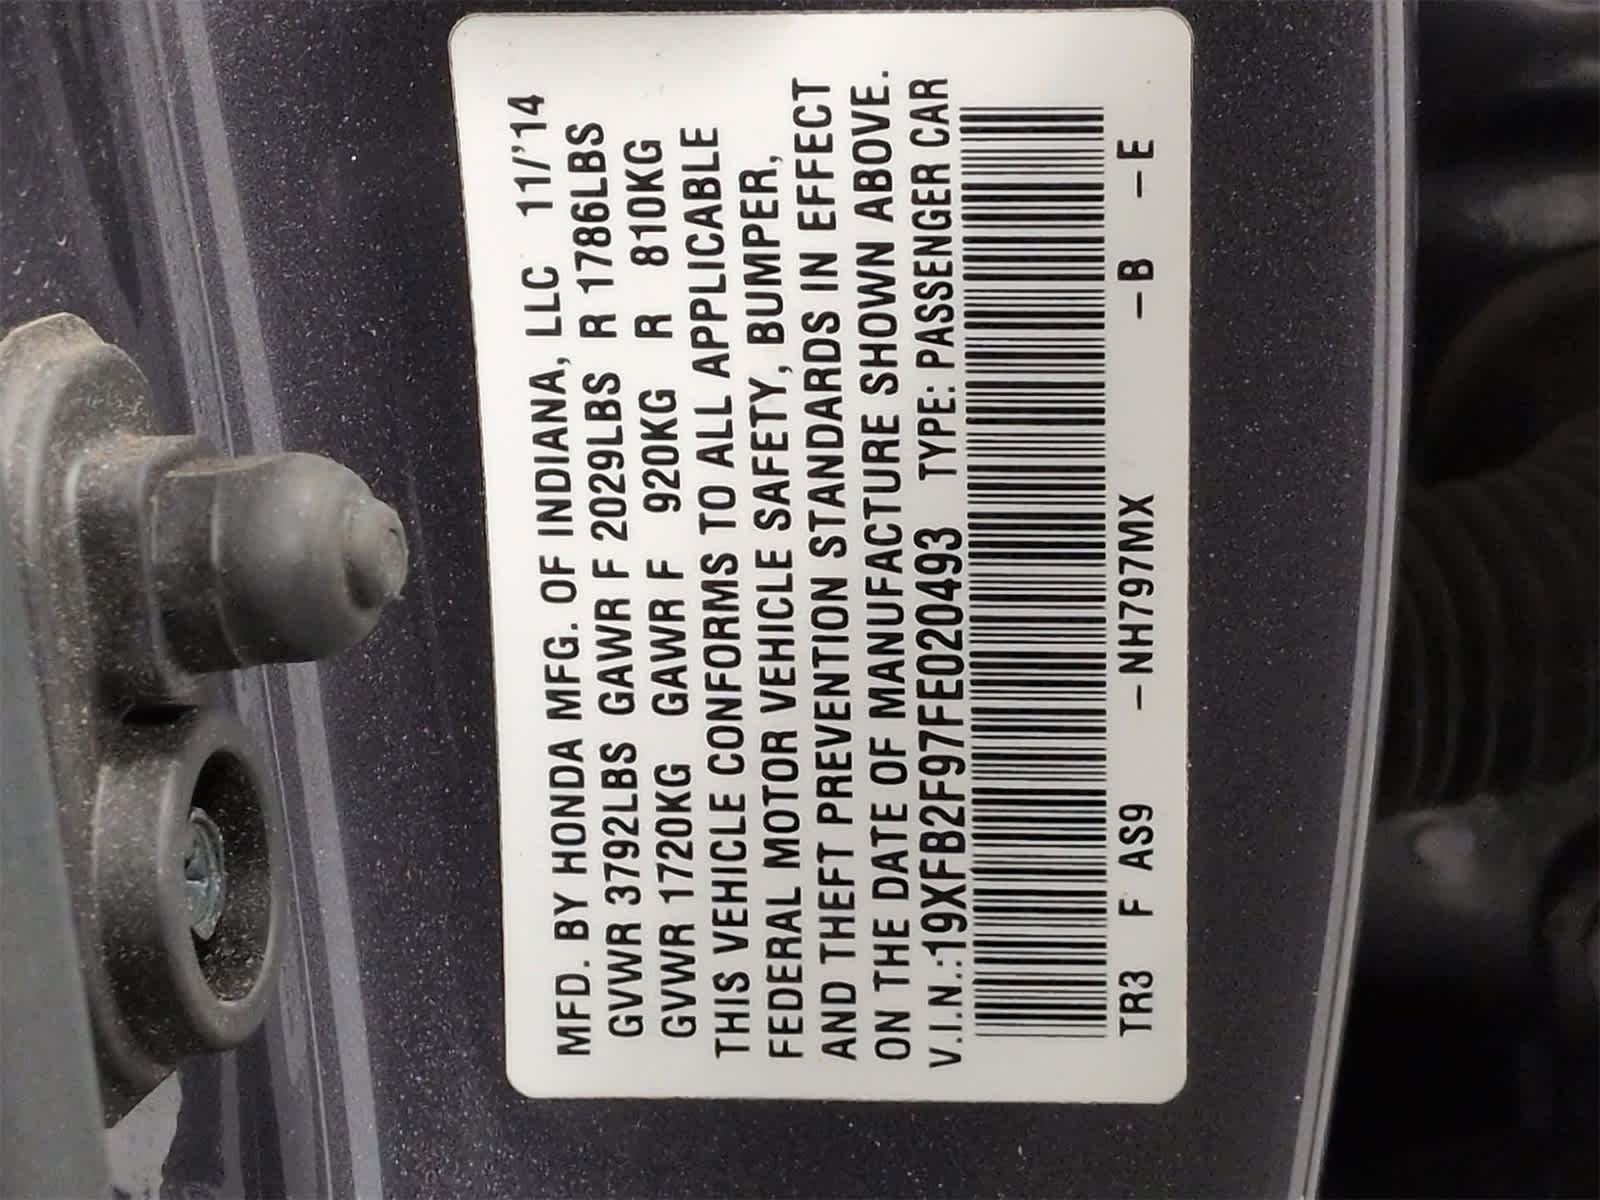 MFD. BY HONDA MFG. OF INDIANA, LLC 11/'14
GVWR 3792LBS GAWR F 2029LBS R 1786LBS
GVWR 1720KG GAWR F 920KG R 810KG
THIS VEHICLE CONFORMS TO ALL APPLICABLE
FEDERAL MOTOR VEHICLE SAFETY, BUMPER,
AND THEFT PREVENTION STANDARDS IN EFFECT
ON THE DATE OF MANUFACTURE SHOWN ABOVE.
V.I.N.:19XFB2F97FE020493 TYPE: PASSENGER CAR
TR3 F AS9 -NH797MX -B -E